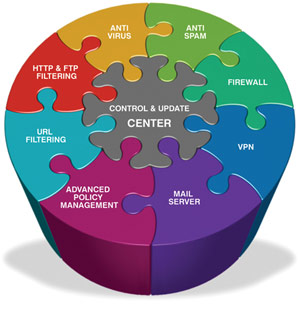 ANTI
VIRUS
ANTI
SPAM
HTTP & FTP
FILTERING
FIREWALL
CONTROL & UPDATE
CENTER
URL
FILTERING
VPN
ADVANCED
POLICY
MANAGEMENT
MAIL
SERVER